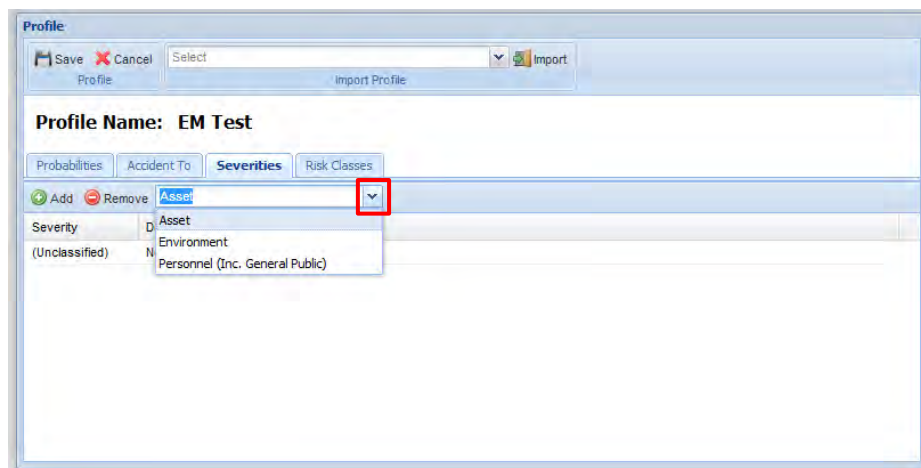 Profile
Save Cancel Select Import
Profile Import Profile
Profile Name: EM Test
Probabilities Accident To Severities Risk Classes
Add Remove Asset
Severity D
Asset
Environment
(Unclassified) N
Personnel (Inc. General Public)